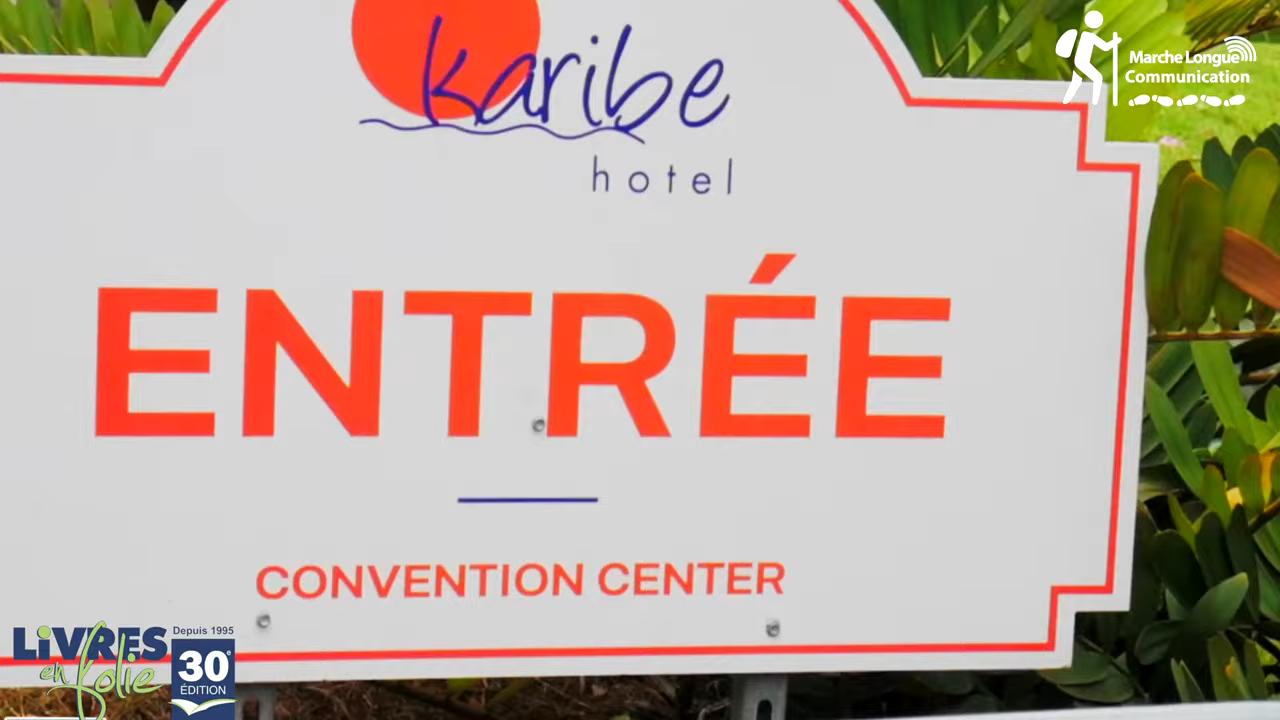 karibe
hotel
ENTRÉE
CONVENTION CENTER
Marche Longue
Communication
LiVRES
en folie
Depuis 1995
30e
ÉDITION